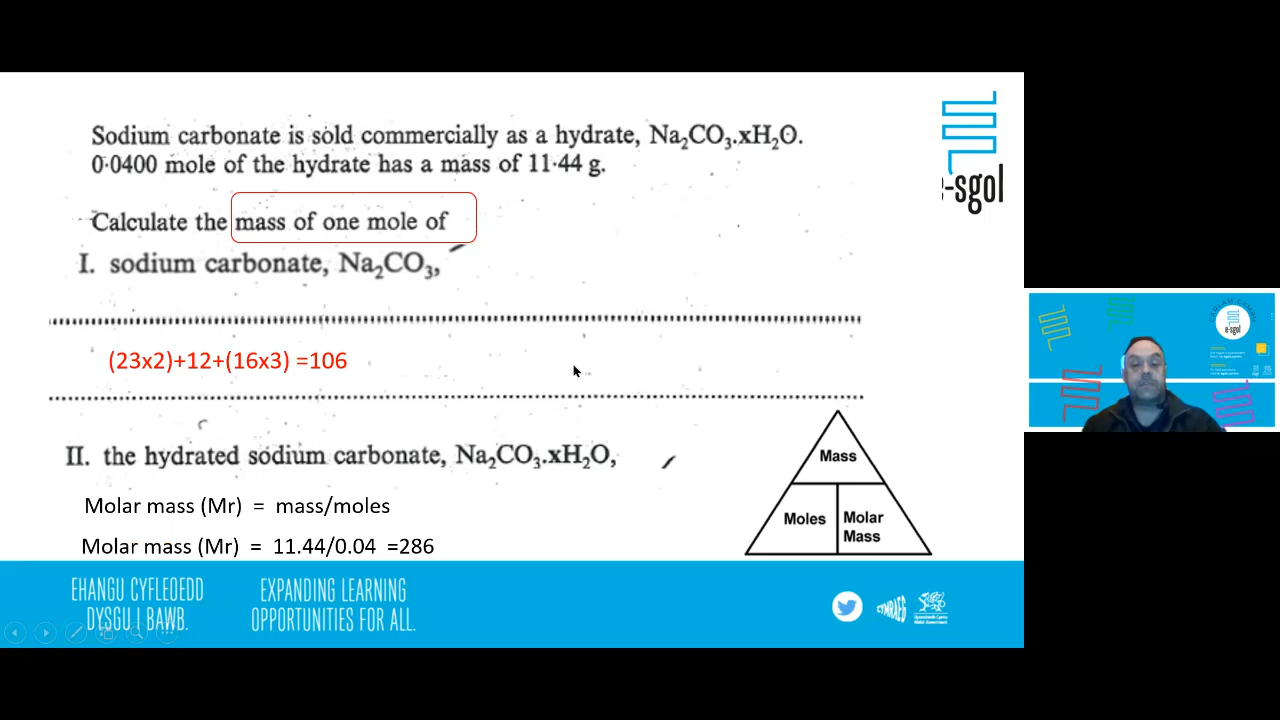 Sodium carbonate is sold commercially as a hydrate, Na₂CO₃.xH₂O.
0·0400 mole of the hydrate has a mass of 11·44 g.
Calculate the mass of one mole of
I. sodium carbonate, Na₂CO₃,
(23x2)+12+(16x3) =106
II. the hydrated sodium carbonate, Na₂CO₃.xH₂O,
Molar mass (Mr) = mass/moles
Molar mass (Mr) = 11.44/0.04 =286
Mass
Moles
Molar
Mass
EHANGU CYFLEOEDD
DYSGU I BAWB.
EXPANDING LEARNING
OPPORTUNITIES FOR ALL.
CYMRAEG
e-sgol
e-sgol